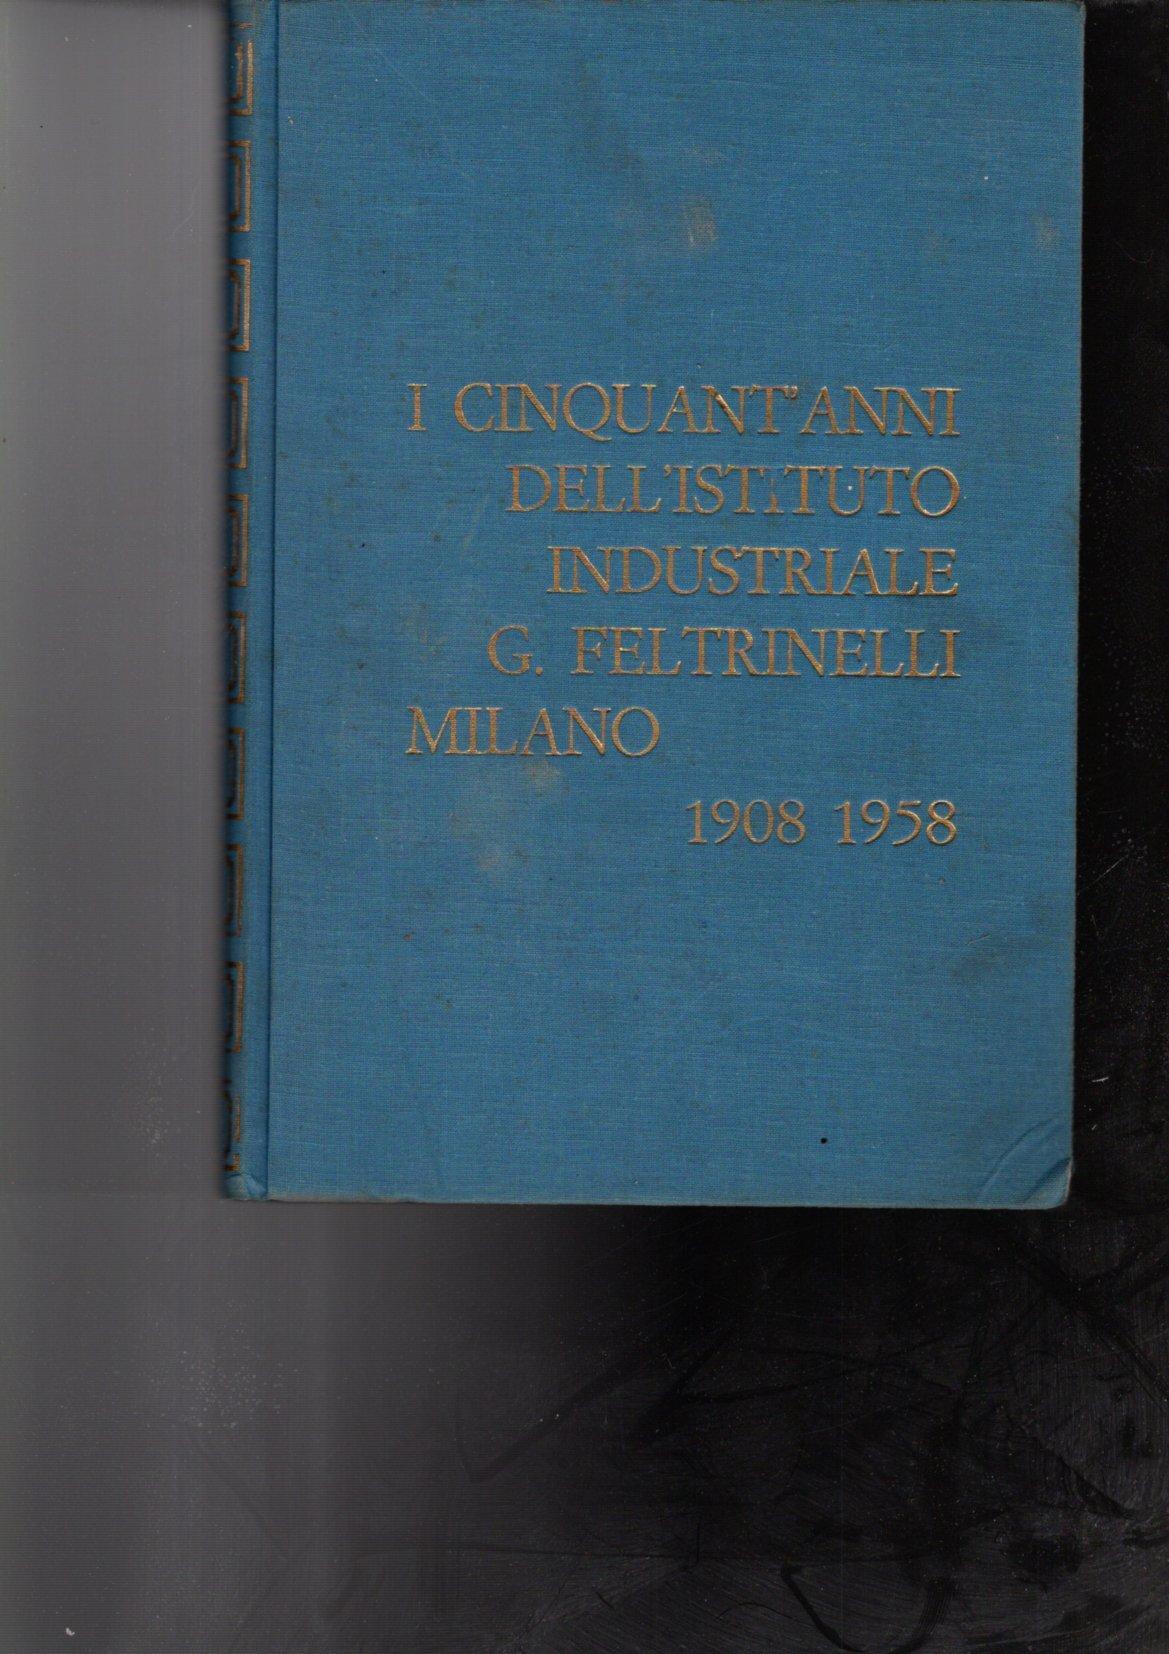 I CINQUANT'ANNI
DELL'ISTITUTO
INDUSTRIALE
G. FELTRINELLI
MILANO
1908 1958